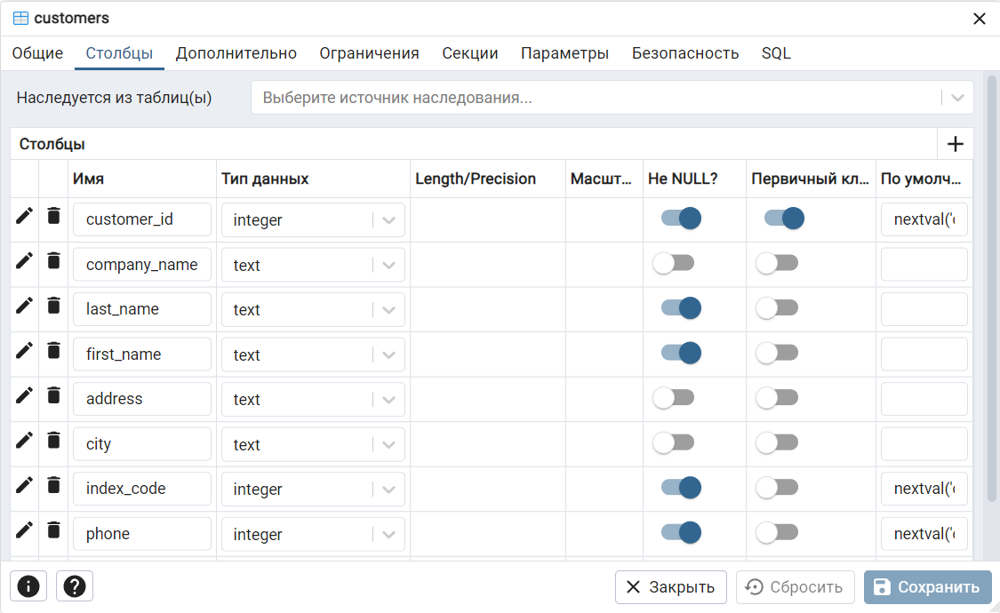 customers
Общие Столбцы Дополнительно Ограничения Секции Параметры Безопасность SQL
Наследуется из таблиц(ы) Выберите источник наследования...
Столбцы
Имя Тип данных Length/Precision Масшт... Не NULL? Первичный кл... По умолч...
customer_id integer nextval('c
company_name text
last_name text
first_name text
address text
city text
index_code integer nextval('c
phone integer nextval('c
Закрыть Сбросить Сохранить